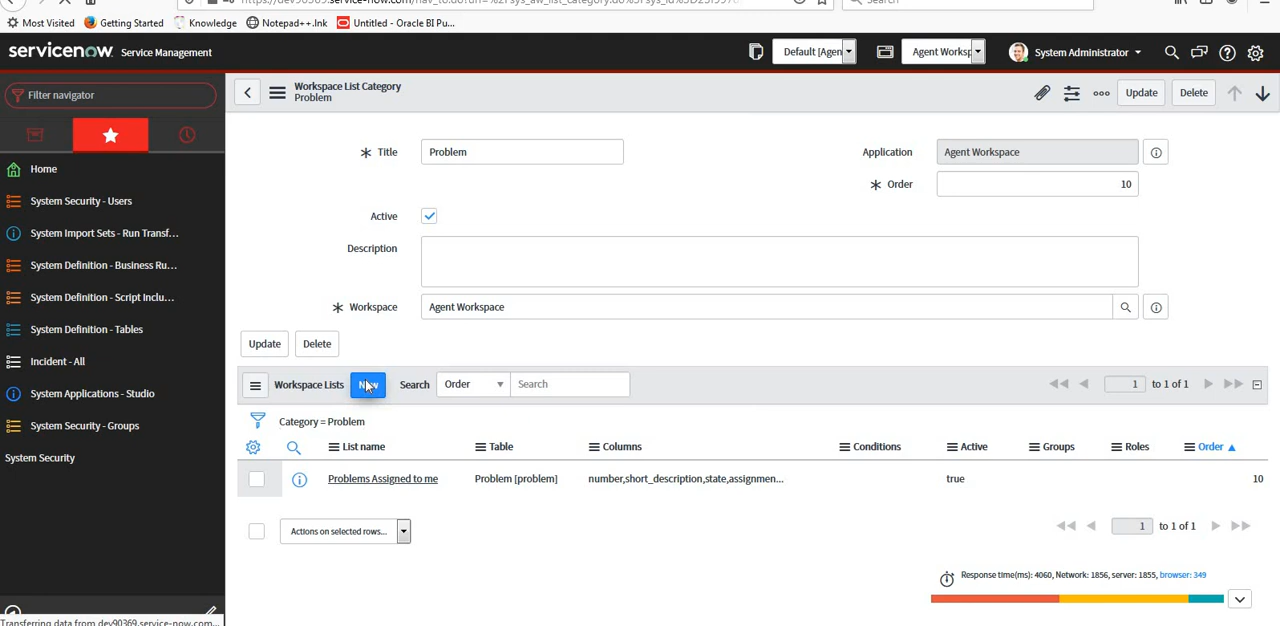 Most Visited Getting Started Knowledge Notepad++.lnk Untitled - Oracle BI Pu...
servicenow. Service Management Default [Agen Agent Worksp System Administrator
Filter navigator
Workspace List Category
Problem
Update Delete
Home
System Security - Users
System Import Sets - Run Transf...
System Definition - Business Ru...
System Definition - Script Inclu...
System Definition - Tables
Incident - All
System Applications - Studio
System Security - Groups
System Security
Title Problem Application Agent Workspace
Order 10
Active
Description
Workspace Agent Workspace
Update Delete
Workspace Lists New Search Order Search 1 to 1 of 1
Category = Problem
List name Table Columns Conditions Active Groups Roles Order
Problems Assigned to me Problem [problem] number,short_description,state,assignmen... true 10
Actions on selected rows... 1 to 1 of 1
Response time(ms): 4060, Network: 1856, server: 1855, browser: 349
Transferring data from dev90369.service-now.com...